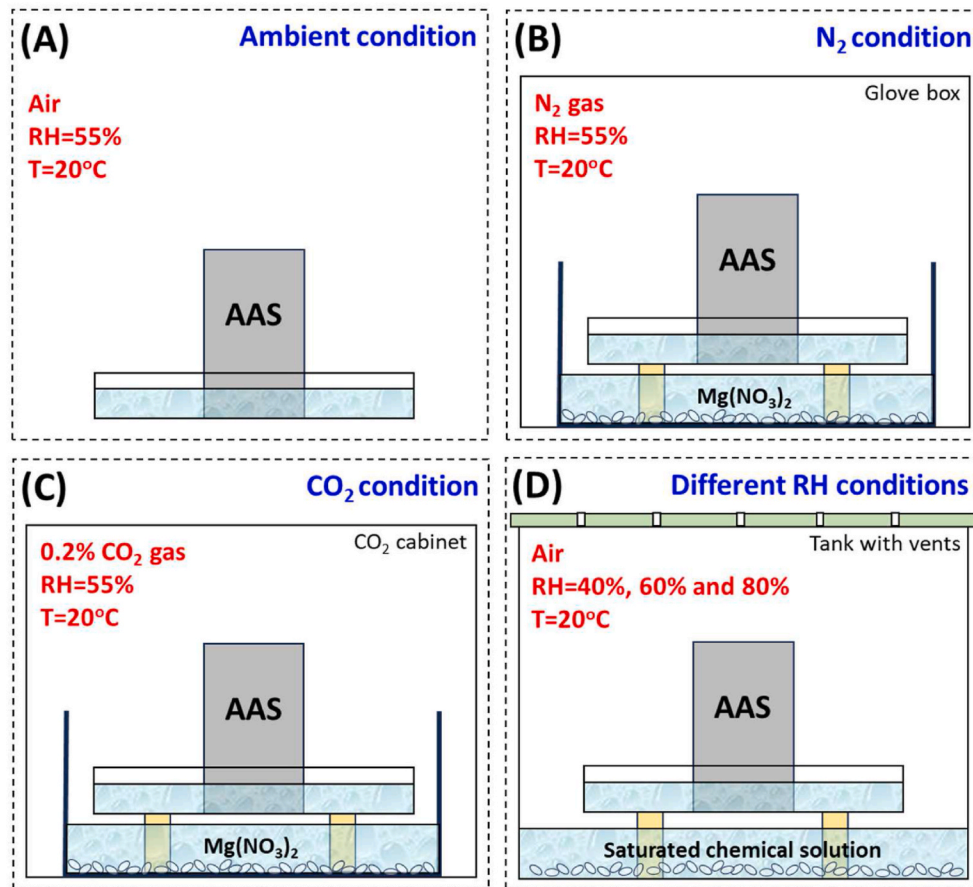 (A)
Ambient condition
Air
RH=55%
T=20°C
AAS
(B)
N₂ condition
Glove box
N₂ gas
RH=55%
T=20°C
AAS
Mg(NO₃)₂
(C)
CO₂ condition
CO₂ cabinet
0.2% CO₂ gas
RH=55%
T=20°C
AAS
Mg(NO₃)₂
(D)
Different RH conditions
Tank with vents
Air
RH=40%, 60% and 80%
T=20°C
AAS
Saturated chemical solution